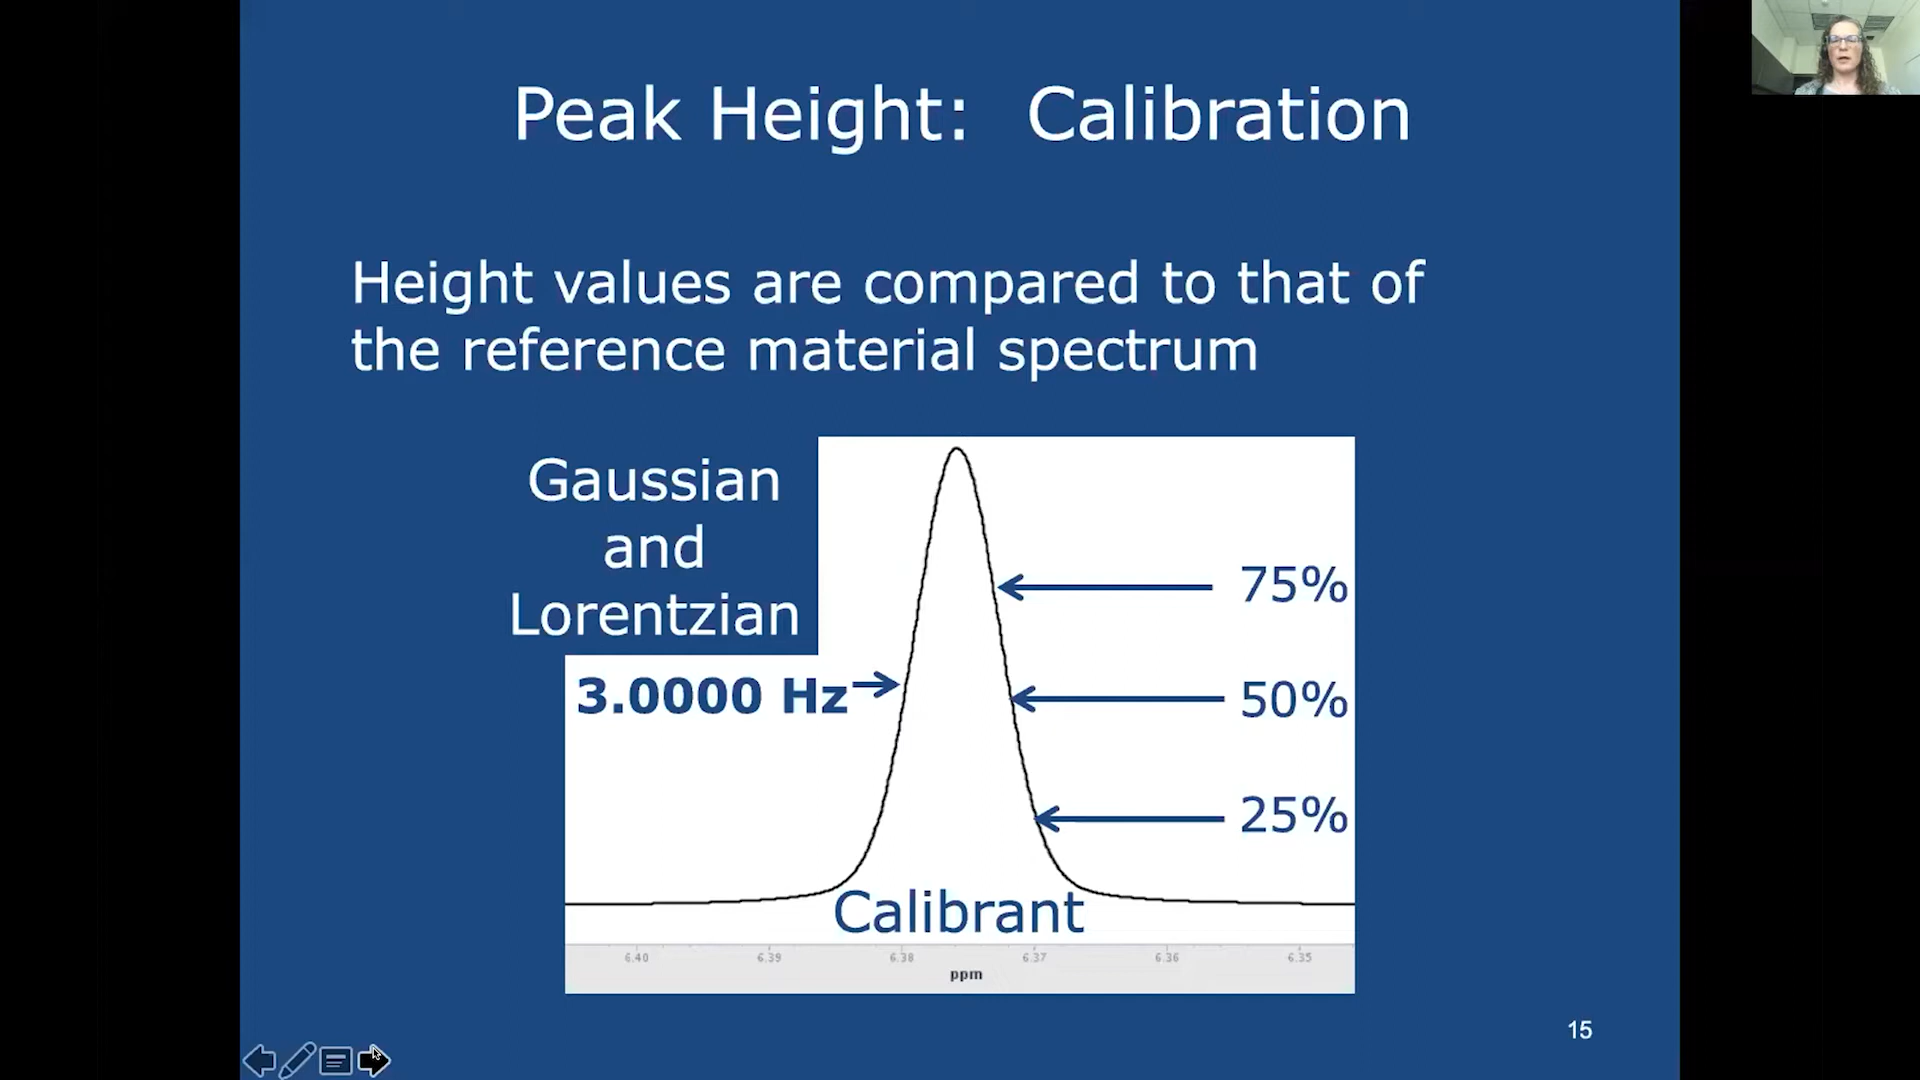 Peak Height: Calibration
Height values are compared to that of
the reference material spectrum
Gaussian
and
Lorentzian
75%
3.0000 Hz
50%
25%
Calibrant
6.40 6.39 6.38 6.37 6.36 6.35
ppm
15